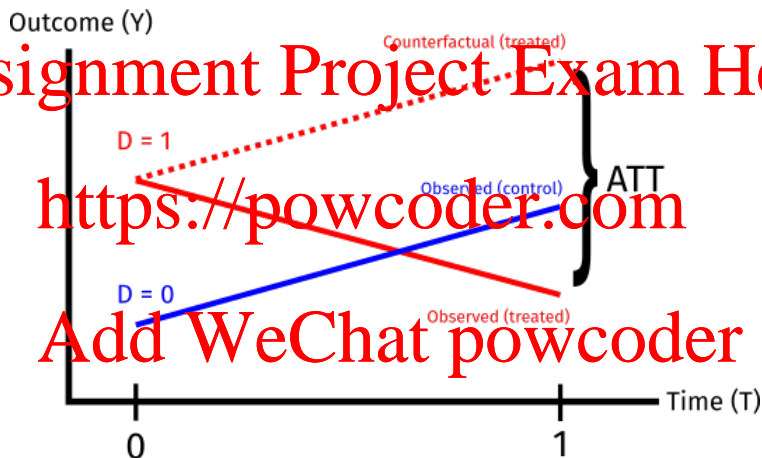 Outcome (Y)
Counterfactual (treated)
signment Project Exam He
D = 1
ATT
Observed (control)
https://powcoder.com
D = 0
Observed (treated)
Add WeChat powcoder
Time (T)
0
1